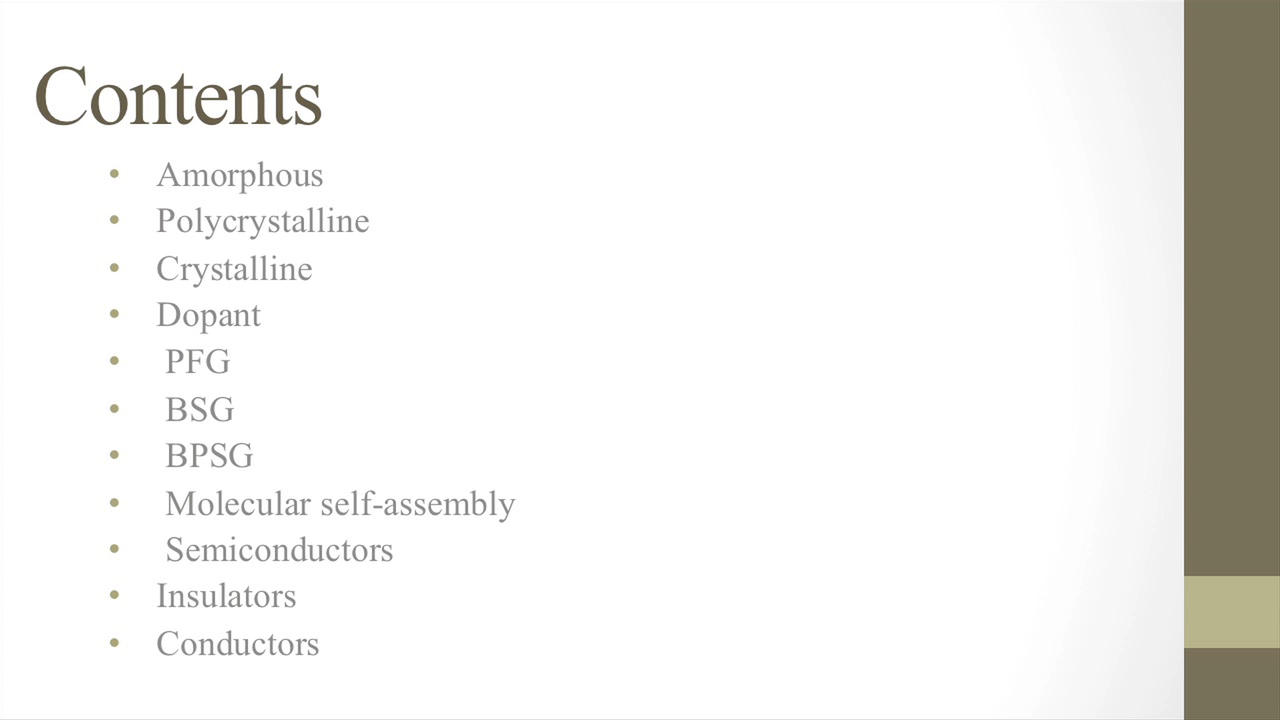 Contents
• Amorphous
• Polycrystalline
• Crystalline
• Dopant
• PFG
• BSG
• BPSG
• Molecular self-assembly
• Semiconductors
• Insulators
• Conductors